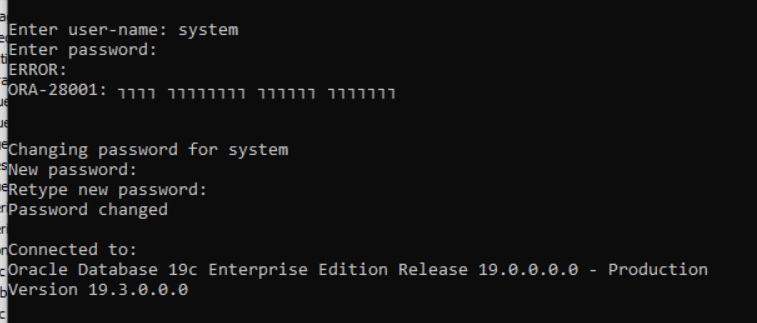 Enter user-name: system
Enter password:
ERROR:
ORA-28001: ┐┐┐┐ ┐┐┐┐┐┐┐┐ ┐┐┐┐┐┐ ┐┐┐┐┐┐┐
Changing password for system
New password:
Retype new password:
Password changed
Connected to:
Oracle Database 19c Enterprise Edition Release 19.0.0.0.0 - Production
Version 19.3.0.0.0